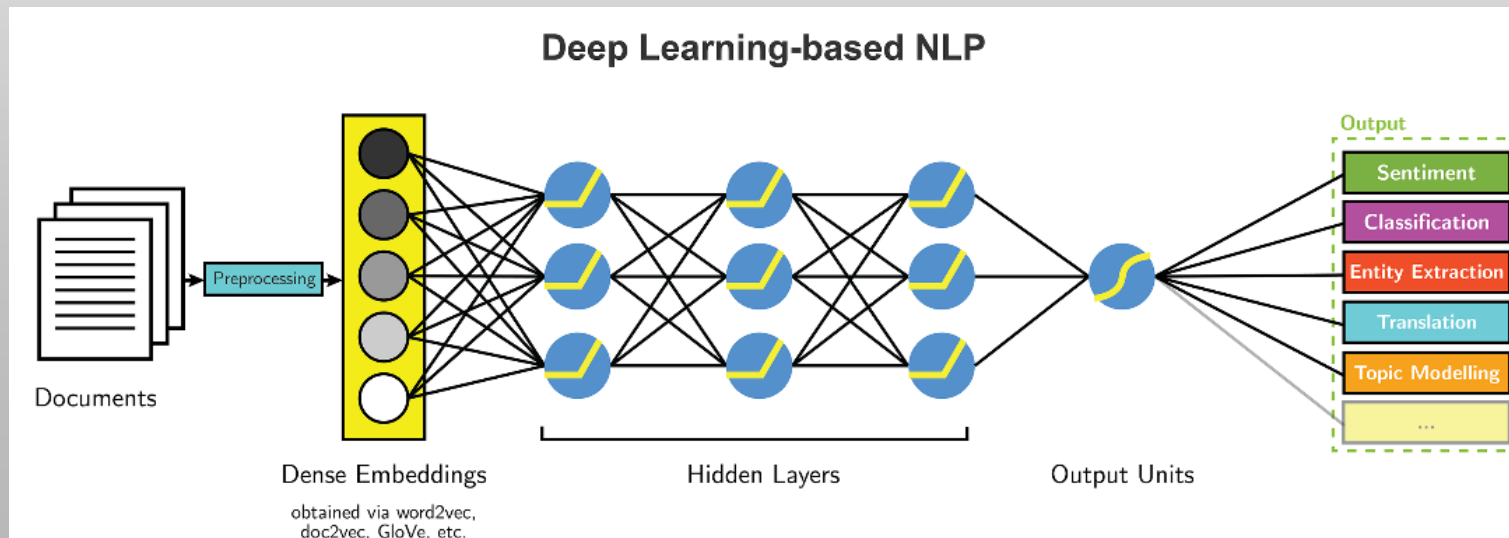 Deep Learning-based NLP
Documents
Preprocessing
Dense Embeddings
obtained via word2vec,
doc2vec, GloVe, etc.
Hidden Layers
Output Units
Output
Sentiment
Classification
Entity Extraction
Translation
Topic Modelling
...